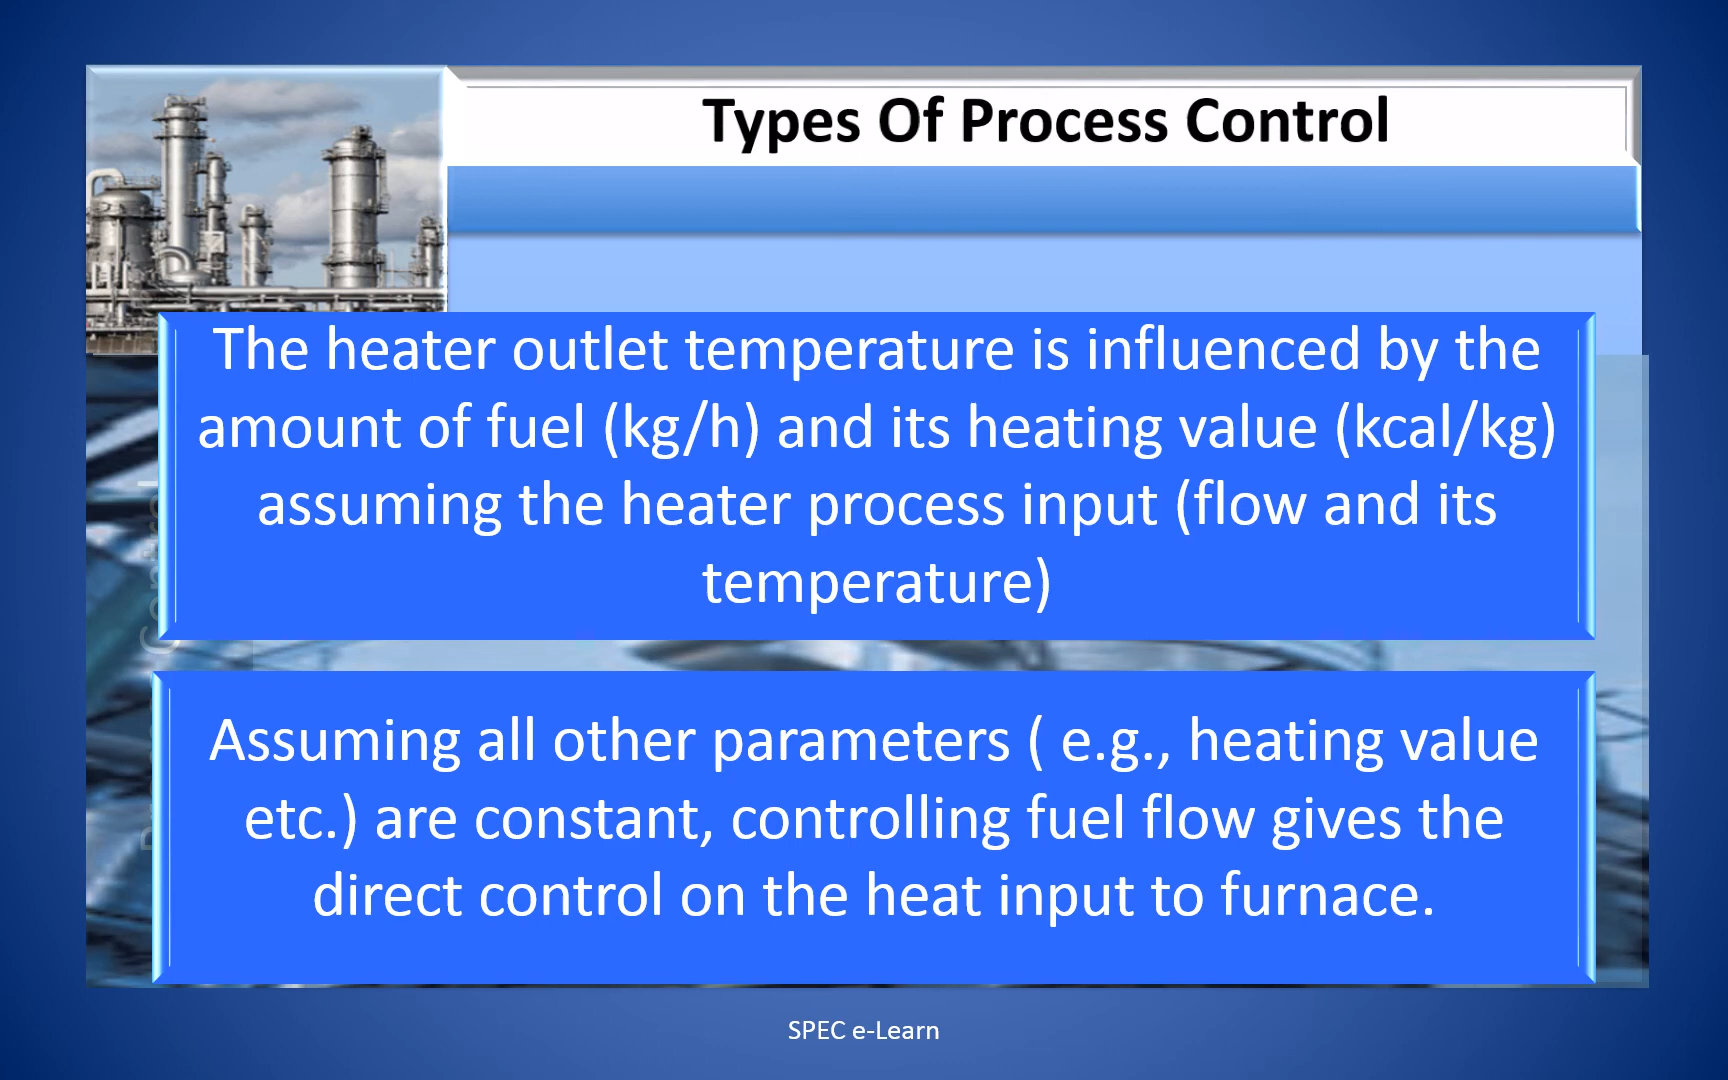 Types Of Process Control
The heater outlet temperature is influenced by the
amount of fuel (kg/h) and its heating value (kcal/kg)
assuming the heater process input (flow and its
temperature)
Assuming all other parameters ( e.g., heating value
etc.) are constant, controlling fuel flow gives the
direct control on the heat input to furnace.
SPEC e-Learn